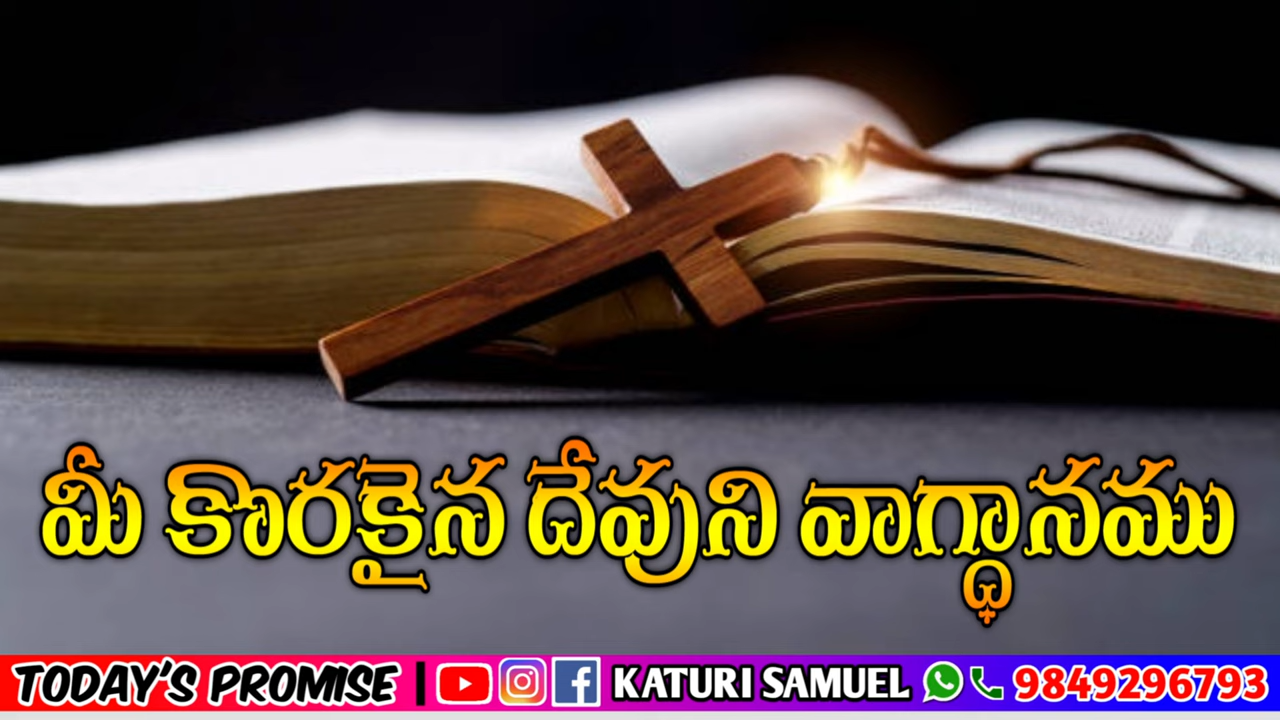 మీ కొరకైన దేవుని వాగ్ధానము
TODAY'S PROMISE | KATURI SAMUEL 9849296793